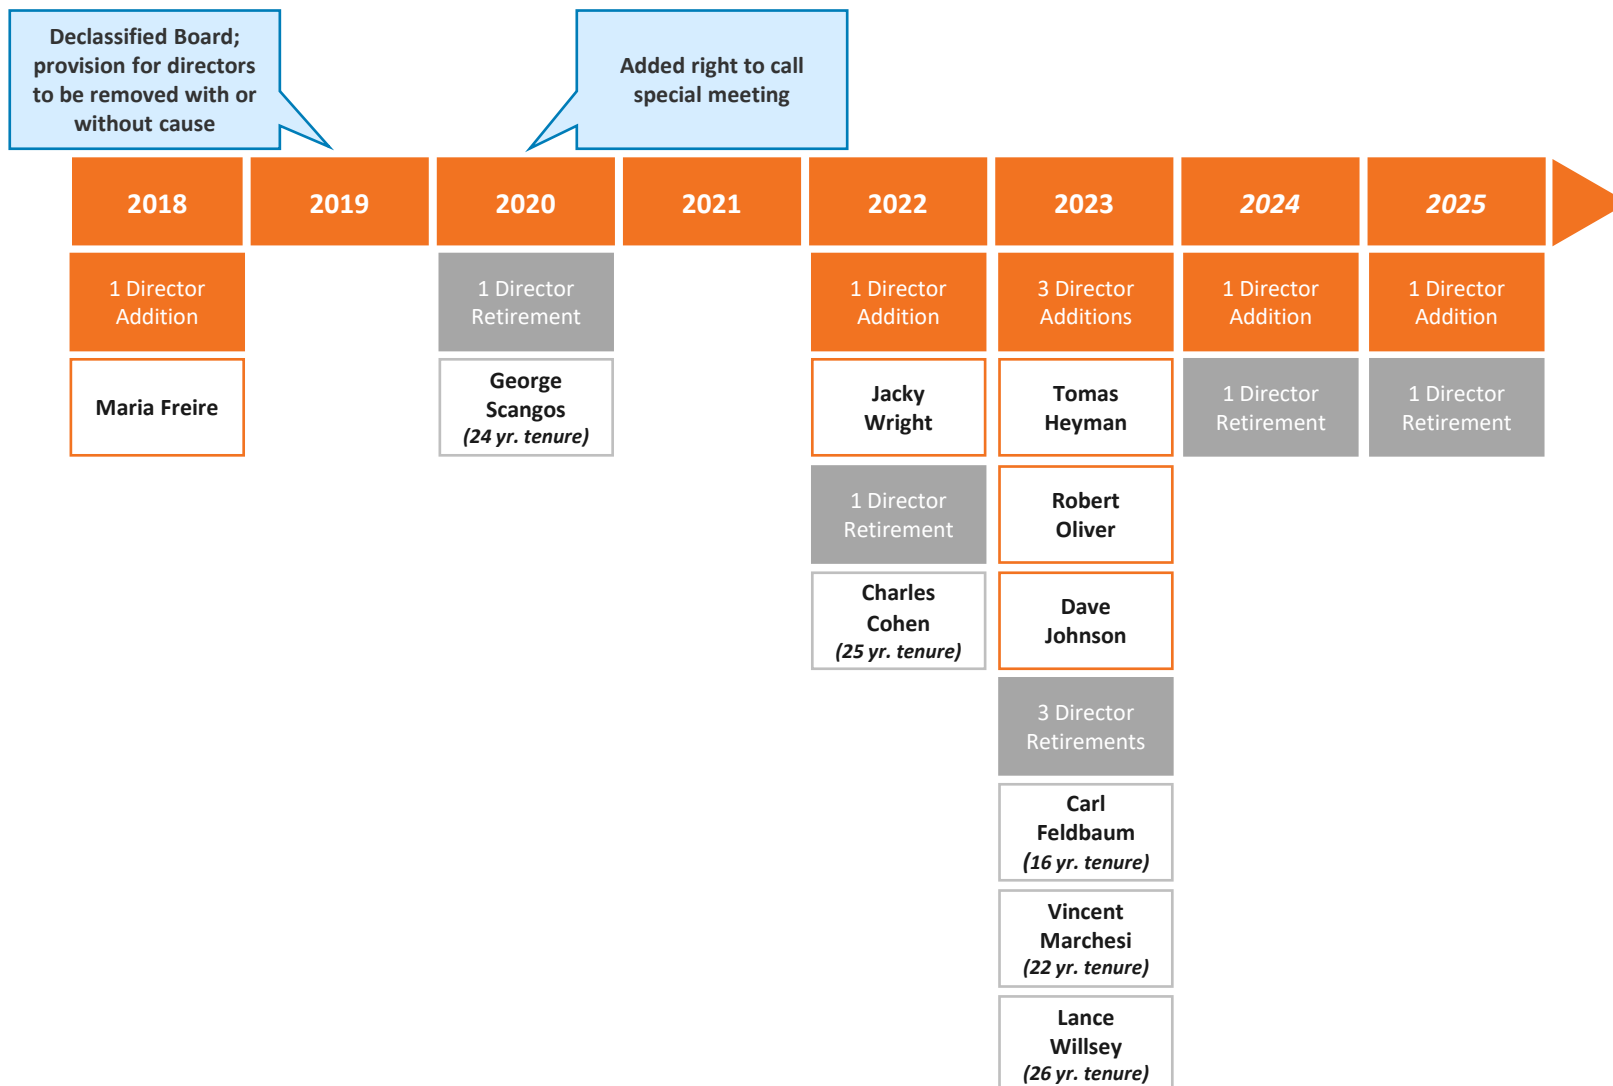 Declassified Board;
provision for directors
to be removed with or
without cause
Added right to call
special meeting
2018
2019
2020
2021
2022
2023
2024
2025
1 Director
Addition
1 Director
Retirement
1 Director
Addition
3 Director
Additions
1 Director
Addition
1 Director
Addition
Maria Freire
George
Scangos
(24 yr. tenure)
Jacky
Wright
Tomas
Heyman
1 Director
Retirement
1 Director
Retirement
1 Director
Retirement
Robert
Oliver
Charles
Cohen
(25 yr. tenure)
Dave
Johnson
3 Director
Retirements
Carl
Feldbaum
(16 yr. tenure)
Vincent
Marchesi
(22 yr. tenure)
Lance
Willsey
(26 yr. tenure)